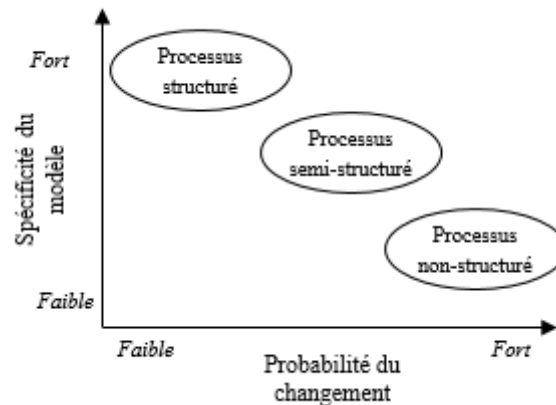 Fort
Processus
structuré
Spécificité du
modèle
Processus
semi-structuré
Processus
non-structuré
Faible
Faible
Fort
Probabilité du
changement